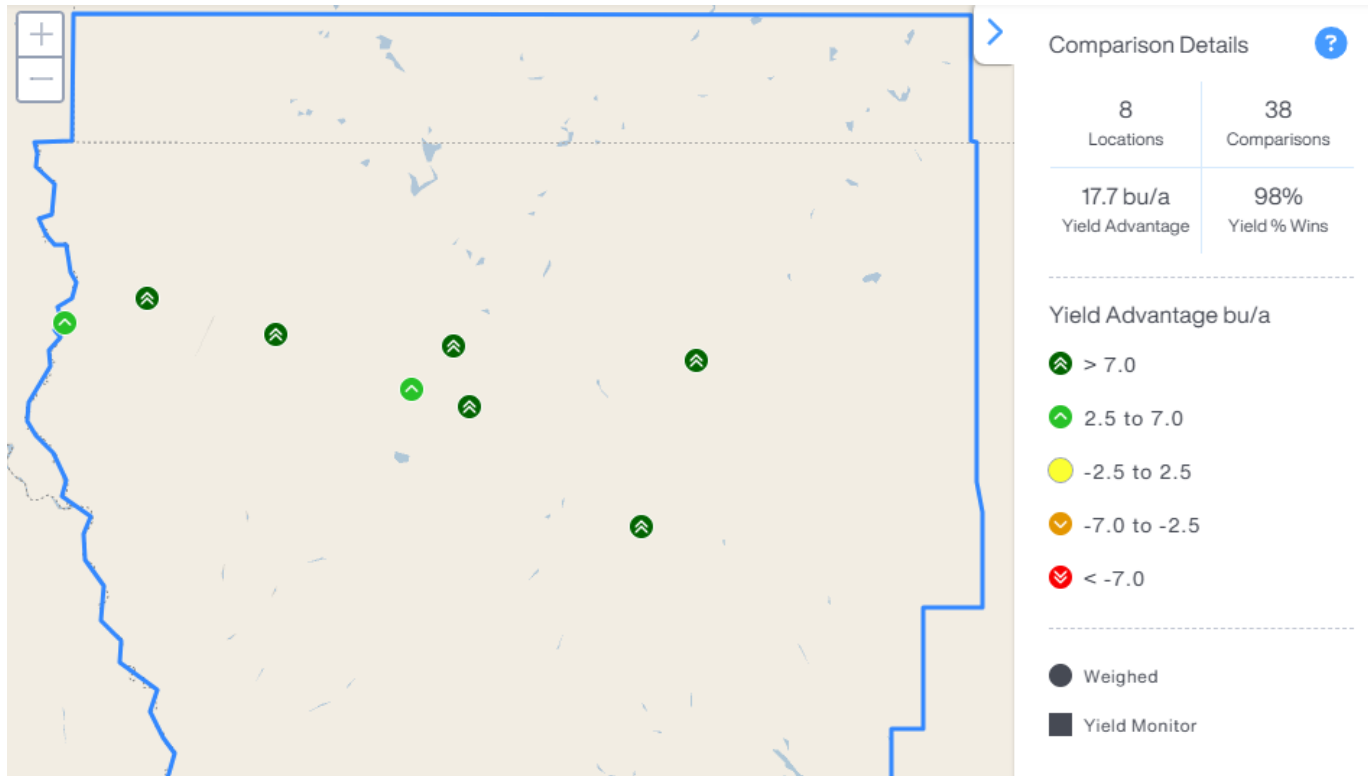 +
−
Comparison Details
?
8
Locations
38
Comparisons
17.7 bu/a
Yield Advantage
98%
Yield % Wins
Yield Advantage bu/a
> 7.0
2.5 to 7.0
-2.5 to 2.5
-7.0 to -2.5
< -7.0
Weighed
Yield Monitor